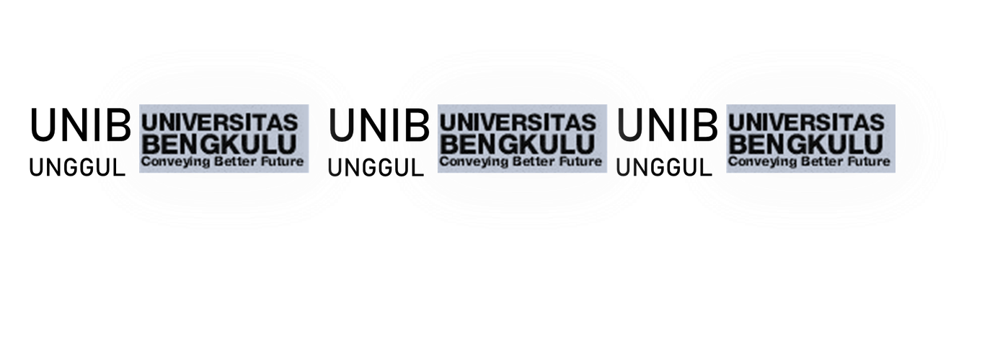 UNIB
UNGGUL
UNIVERSITAS
BENGKULU
Conveying Better Future
UNIB
UNGGUL
UNIVERSITAS
BENGKULU
Conveying Better Future
UNIB
UNGGUL
UNIVERSITAS
BENGKULU
Conveying Better Future